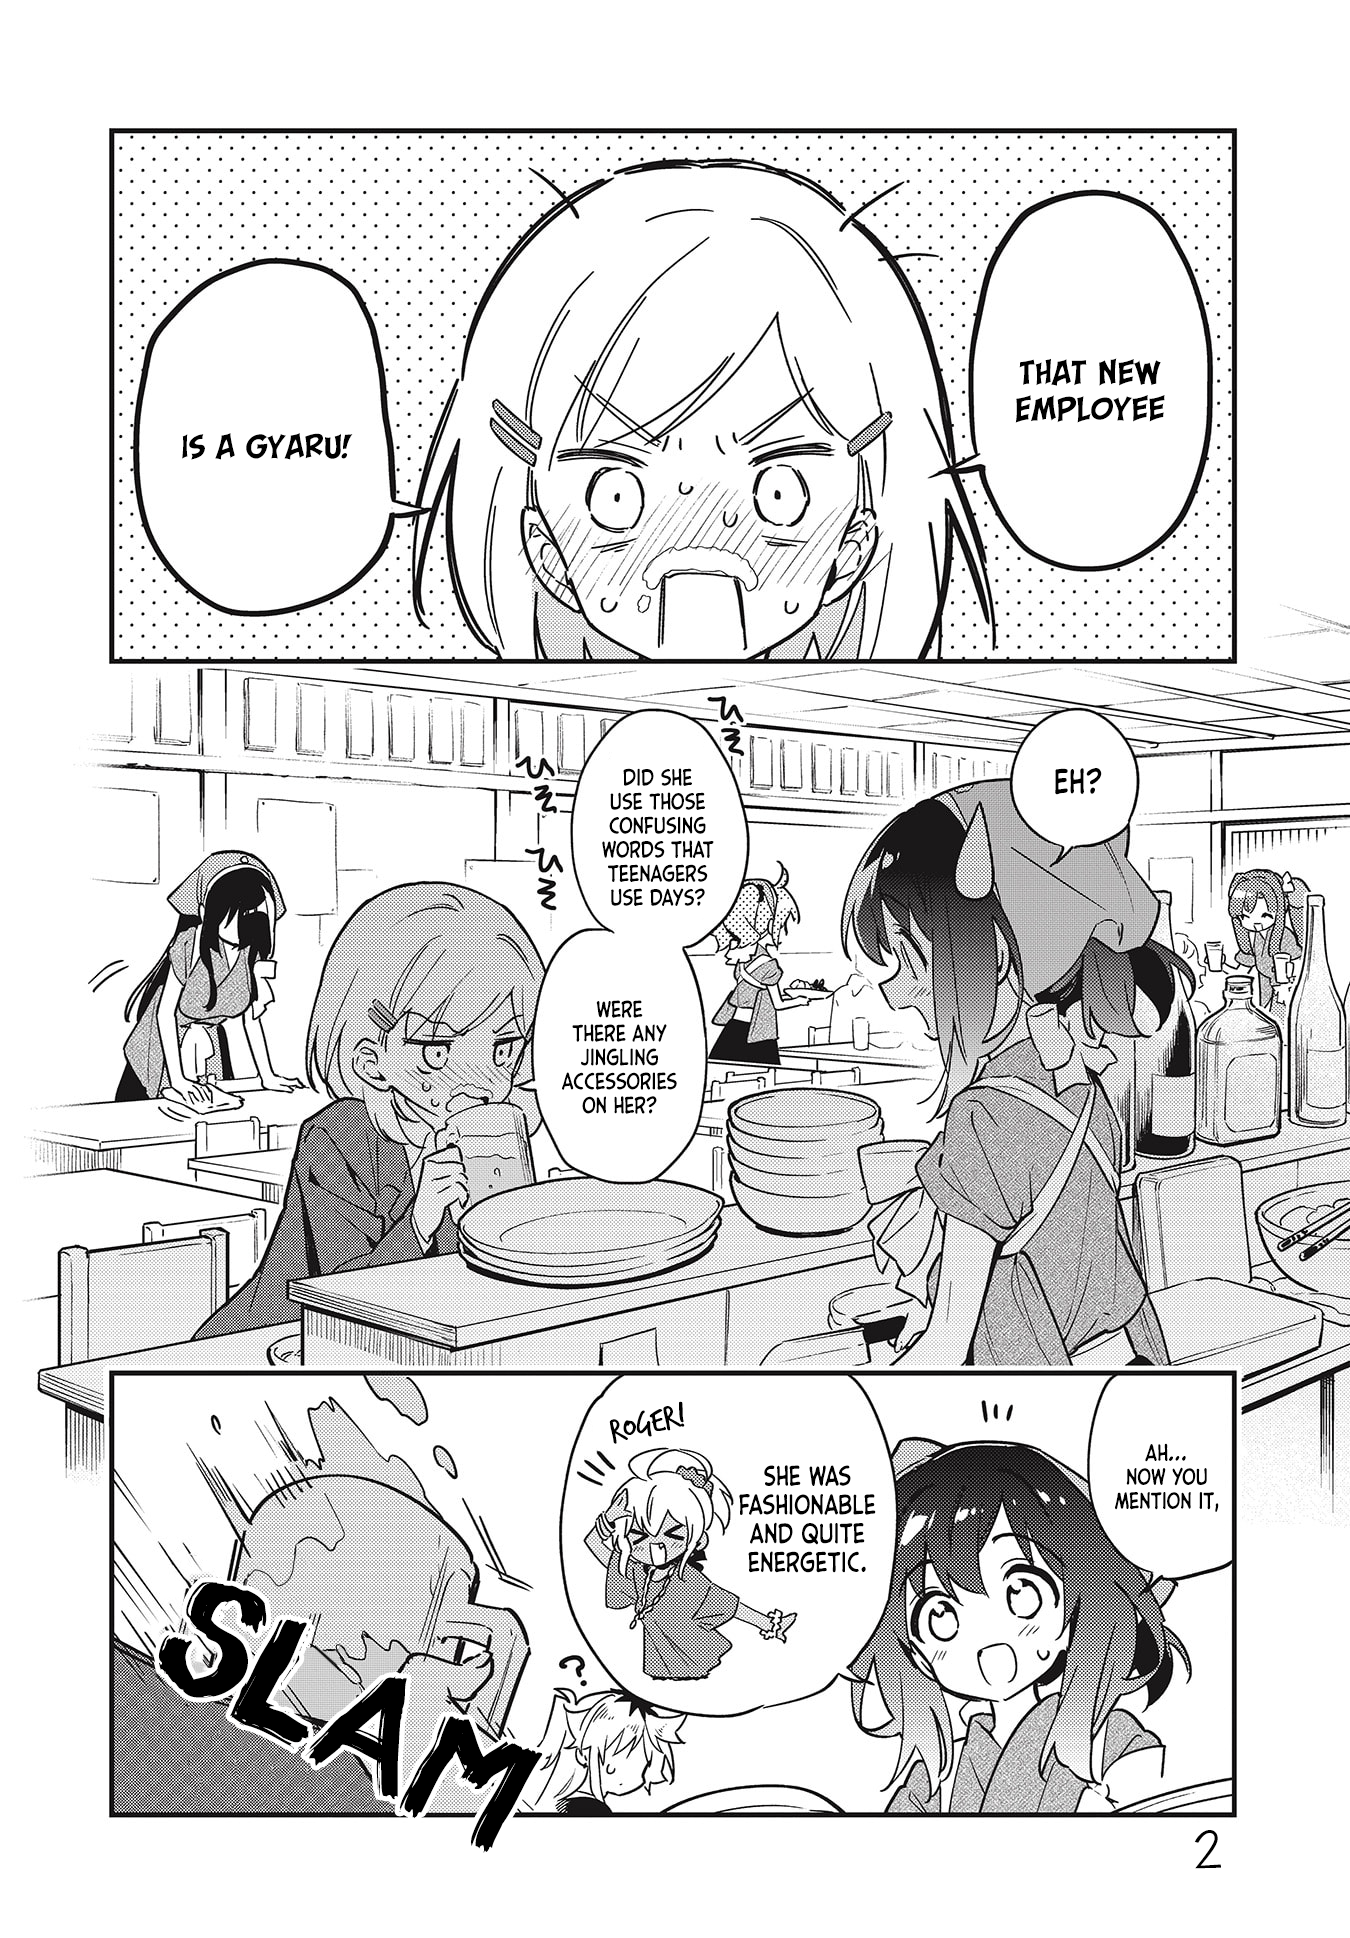 THAT NEW
EMPLOYEE
IS A GYARU!
EH?
DID SHE
USE THOSE
CONFUSING
WORDS THAT
TEENAGERS
USE DAYS?
WERE
THERE ANY
JINGLING
ACCESSORIES
ON HER?
AH...
NOW YOU
MENTION IT,
SHE WAS
FASHIONABLE
AND QUITE
ENERGETIC.
ROGER!
?
SLAM
2